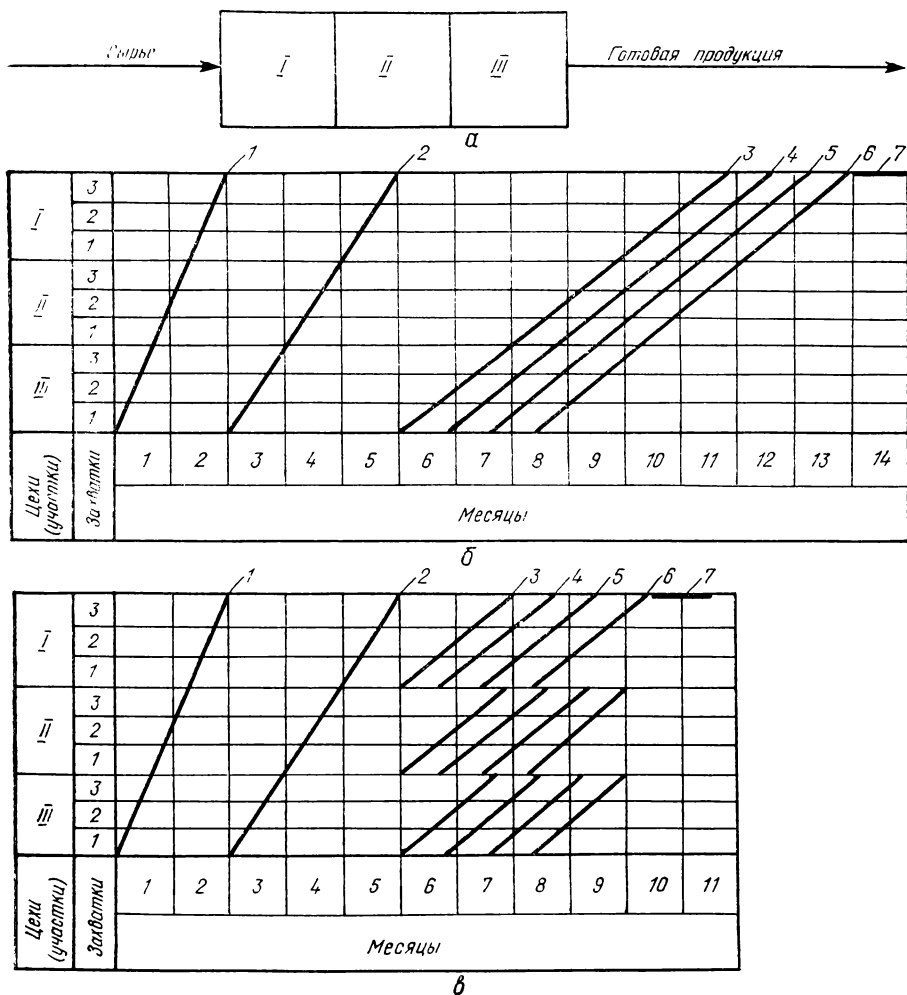 Сырье
Готовая продукция
I II III
а
1 2 3 4 5 6 7
I
3
2
1
II
3
2
1
III
3
2
1
Цехи (участки)
Захватки
1 2 3 4 5 6 7 8 9 10 11 12 13 14
Месяцы
б
1 2 3 4 5 6 7
I
3
2
1
II
3
2
1
III
3
2
1
Цехи (участки)
Захватки
1 2 3 4 5 6 7 8 9 10 11
Месяцы
в